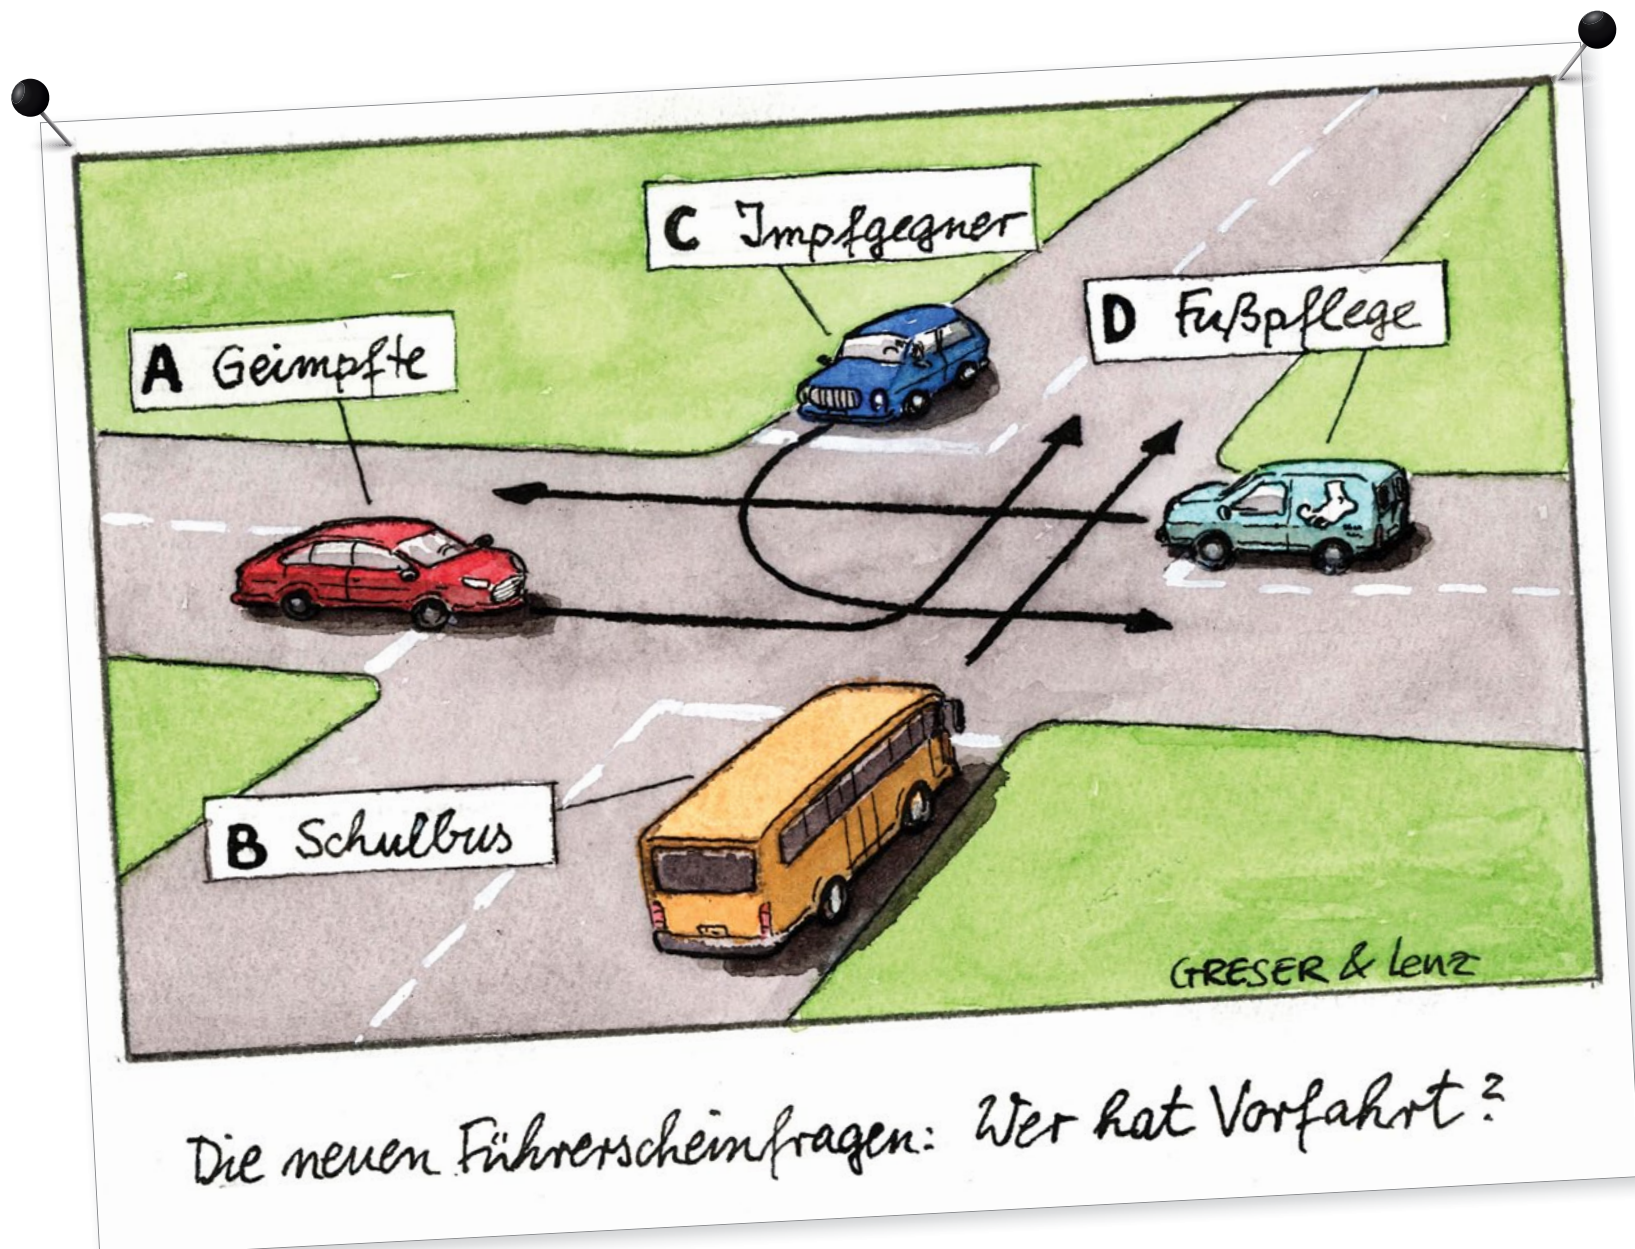 C Impfgegner
D Fußpflege
A Geimpfte
B Schulbus
GRESER & Lenz
Die neuen Führerscheinfragen: Wer hat Vorfahrt?